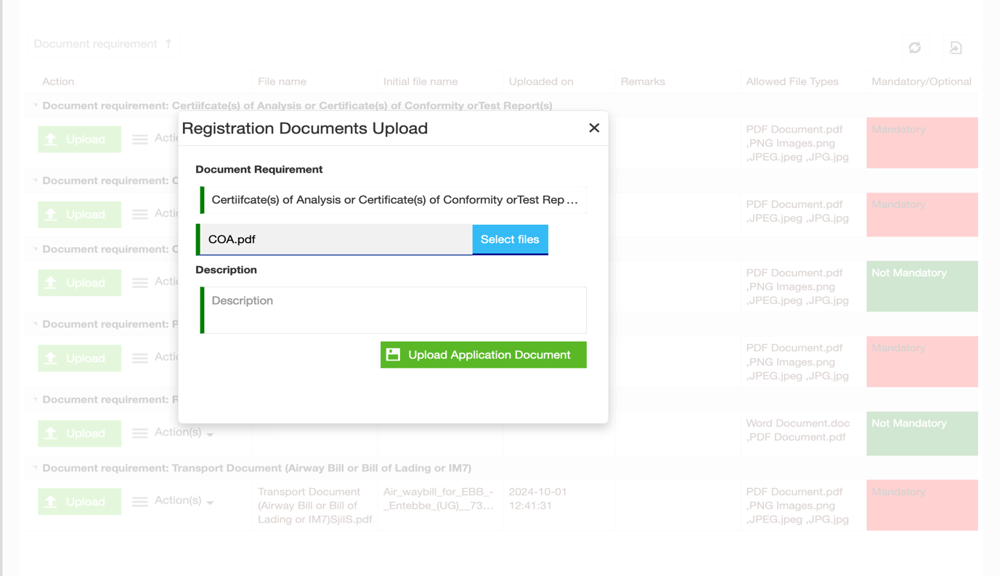 Document requirement ↑
Action File name Initial file name Uploaded on Remarks Allowed File Types Mandatory/Optional
Document requirement: Certiifcate(s) of Analysis or Certificate(s) of Conformity orTest Report(s)
Registration Documents Upload
Document Requirement
Certiifcate(s) of Analysis or Certificate(s) of Conformity orTest Rep...
COA.pdf Select files
Description
Description
Upload Application Document
Upload Acti
PDF Document.pdf
,PNG Images.png
,JPEG.jpeg ,JPG.jpg
Mandatory
Document requirement: C
Upload Acti
PDF Document.pdf
,JPEG.jpeg ,JPG.jpg
Mandatory
Document requirement: C
Upload Acti
PDF Document.pdf
,PNG Images.png
,JPEG.jpeg ,JPG.jpg
Not Mandatory
Document requirement: P
Upload Acti
PDF Document.pdf
,PNG Images.png
,JPEG.jpeg ,JPG.jpg
Mandatory
Document requirement: R
Upload Action(s)
Word Document.doc
,PDF Document.pdf
Not Mandatory
Document requirement: Transport Document (Airway Bill or Bill of Lading or IM7)
Upload Action(s)
Transport Document
(Airway Bill or Bill of
Lading or IM7)SjilS.pdf
Air_waybill_for_EBB_-
_Entebbe_(UG)__73...
2024-10-01
12:41:31
PDF Document.pdf
,PNG Images.png
,JPEG.jpeg ,JPG.jpg
Mandatory